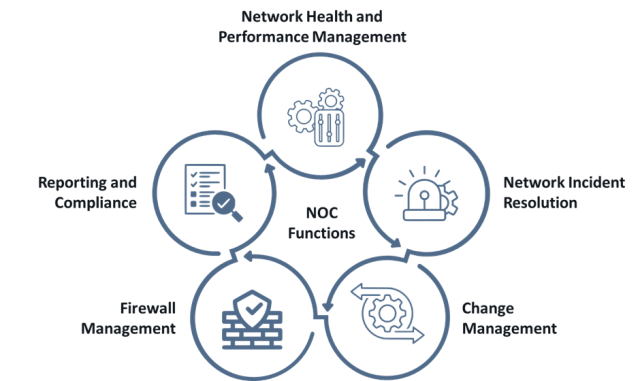 Network Health and
Performance Management
Reporting and
Compliance
Network Incident
Resolution
NOC
Functions
Firewall
Management
Change
Management